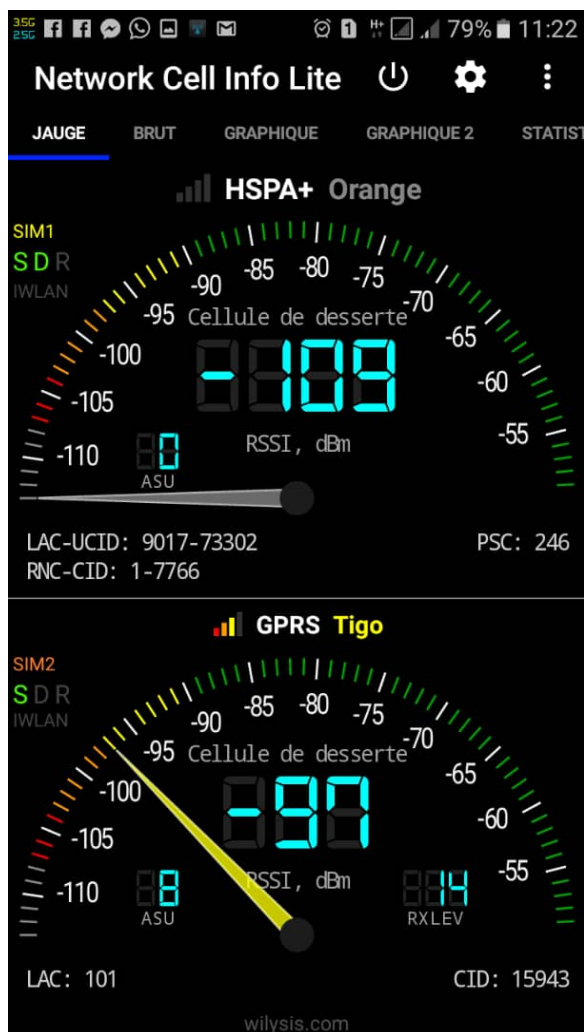 3.5G
2.5G
1 H+ 79% 11:22
Network Cell Info Lite
JAUGE BRUT GRAPHIQUE GRAPHIQUE 2 STATIST
HSPA+ Orange
SIM1
S D R
IWLAN
-110 -105 -100 -95 -90 -85 -80 -75 -70 -65 -60 -55
Cellule de desserte
-109
RSSI, dBm
0
ASU
LAC-UCID: 9017-73302 PSC: 246
RNC-CID: 1-7766
GPRS Tigo
SIM2
S D R
IWLAN
-110 -105 -100 -95 -90 -85 -80 -75 -70 -65 -60 -55
Cellule de desserte
-97
RSSI, dBm
8 14
ASU RXLEV
LAC: 101 CID: 15943
wilysis.com